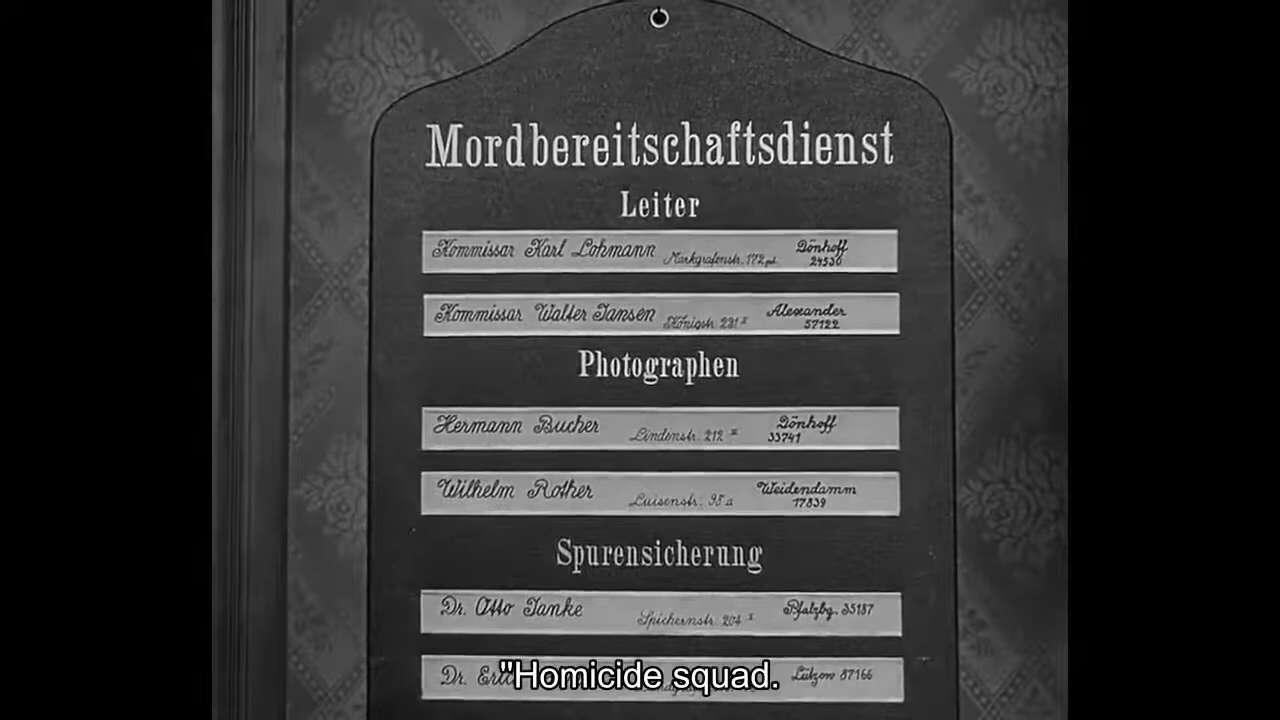 Mordbereitschaftsdienst
Leiter
Kommissar Karl Lohmann Markgrafenstr. 172 pt. Dönhoff
24530
Kommissar Walter Jansen Königstr. 231 II Alexander
57122
Photographen
Hermann Bucher Lindenstr. 212 Dönhoff
33741
Wilhelm Rother Luisenstr. 98 a Weidendamm
17839
Spurensicherung
Dr. Otto Janke Spichernstr. 204 Pfalzbg. 35187
Dr. Lützow 87166
"Homicide squad.